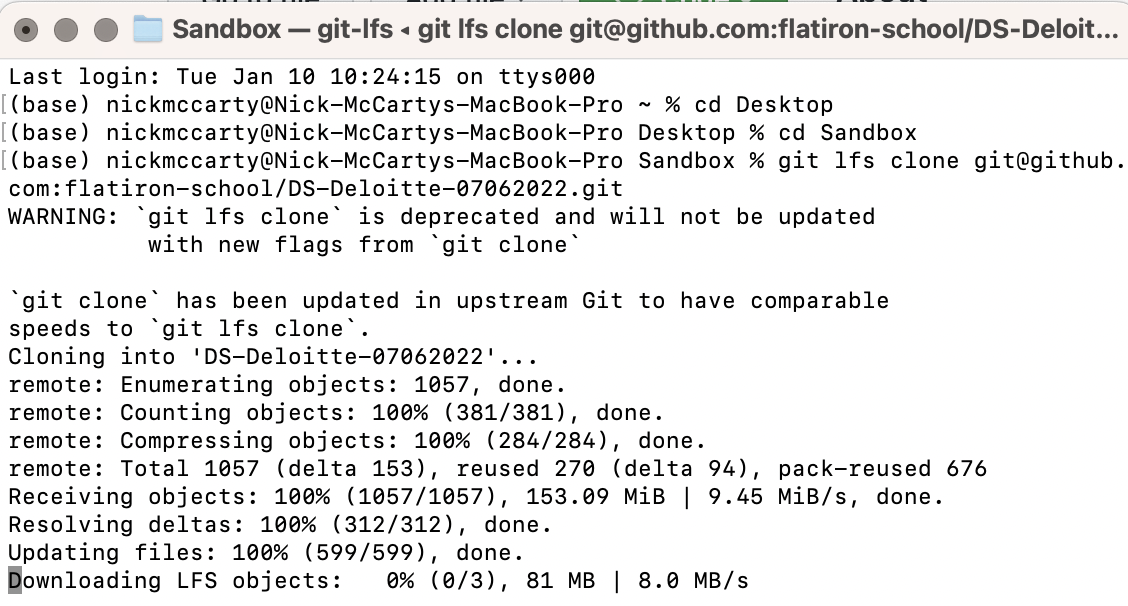 Sandbox — git-lfs ◂ git lfs clone git@github.com:flatiron-school/DS-Deloit...
Last login: Tue Jan 10 10:24:15 on ttys000
[(base) nickmccarty@Nick-McCartys-MacBook-Pro ~ % cd Desktop
[(base) nickmccarty@Nick-McCartys-MacBook-Pro Desktop % cd Sandbox
[(base) nickmccarty@Nick-McCartys-MacBook-Pro Sandbox % git lfs clone git@github.
com:flatiron-school/DS-Deloitte-07062022.git
WARNING: `git lfs clone` is deprecated and will not be updated
          with new flags from `git clone`
`git clone` has been updated in upstream Git to have comparable
speeds to `git lfs clone`.
Cloning into 'DS-Deloitte-07062022'...
remote: Enumerating objects: 1057, done.
remote: Counting objects: 100% (381/381), done.
remote: Compressing objects: 100% (284/284), done.
remote: Total 1057 (delta 153), reused 270 (delta 94), pack-reused 676
Receiving objects: 100% (1057/1057), 153.09 MiB | 9.45 MiB/s, done.
Resolving deltas: 100% (312/312), done.
Updating files: 100% (599/599), done.
Downloading LFS objects:   0% (0/3), 81 MB | 8.0 MB/s